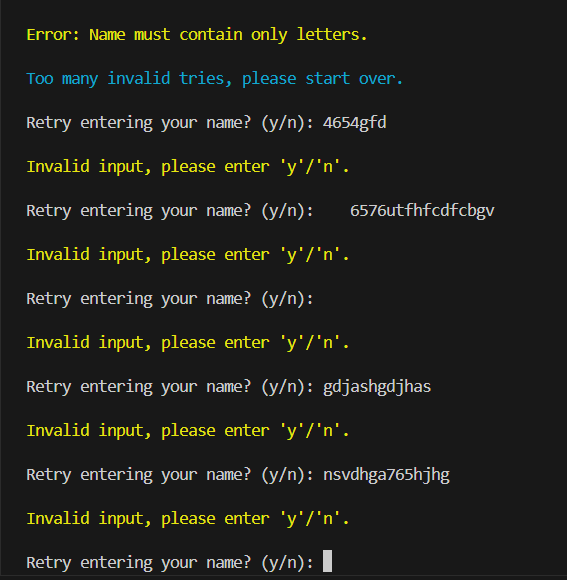 Error: Name must contain only letters.
Too many invalid tries, please start over.
Retry entering your name? (y/n): 4654gfd
Invalid input, please enter 'y'/'n'.
Retry entering your name? (y/n):    6576utfhfcdfcbgv
Invalid input, please enter 'y'/'n'.
Retry entering your name? (y/n):
Invalid input, please enter 'y'/'n'.
Retry entering your name? (y/n): gdjashgdjhas
Invalid input, please enter 'y'/'n'.
Retry entering your name? (y/n): nsvdhga765hjhg
Invalid input, please enter 'y'/'n'.
Retry entering your name? (y/n):